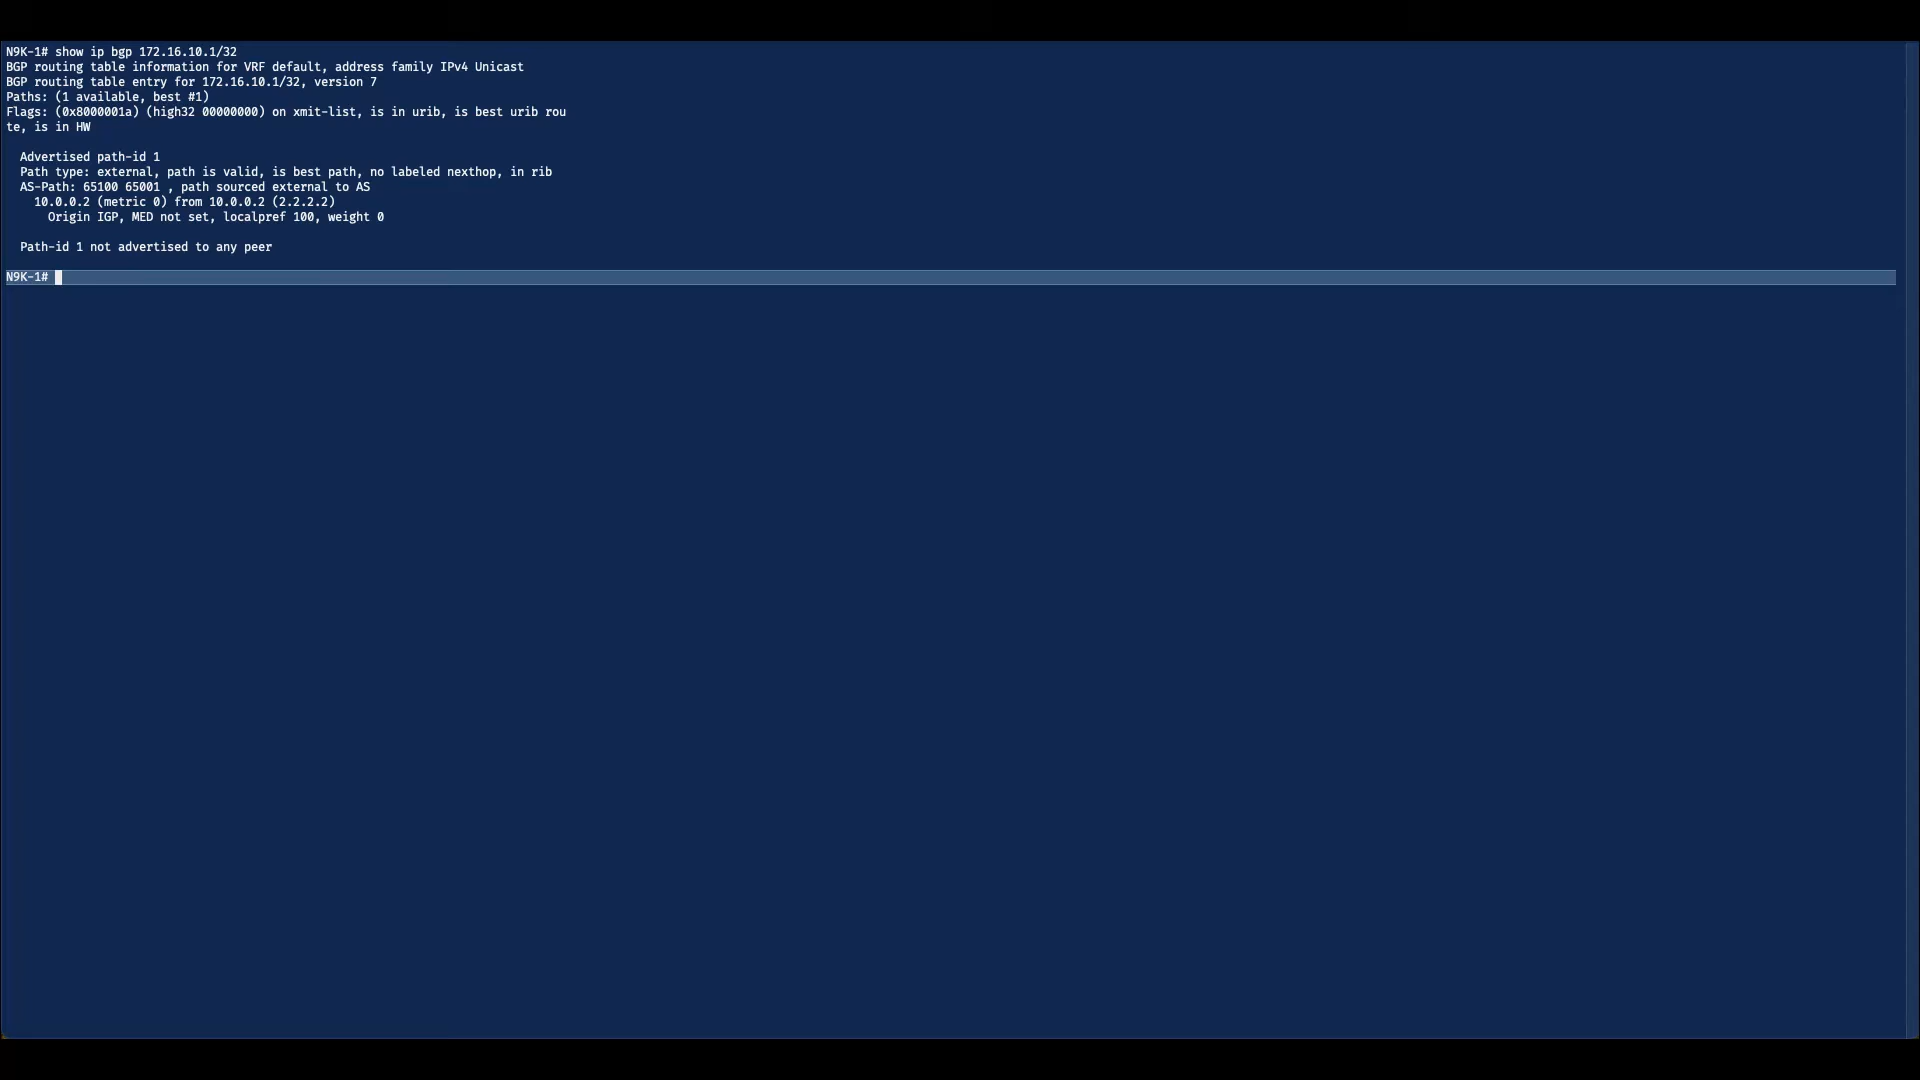 N9K-1# show ip bgp 172.16.10.1/32
BGP routing table information for VRF default, address family IPv4 Unicast
BGP routing table entry for 172.16.10.1/32, version 7
Paths: (1 available, best #1)
Flags: (0x8000001a) (high32 00000000) on xmit-list, is in urib, is best urib rou
te, is in HW
Advertised path-id 1
Path type: external, path is valid, is best path, no labeled nexthop, in rib
AS-Path: 65100 65001 , path sourced external to AS
10.0.0.2 (metric 0) from 10.0.0.2 (2.2.2.2)
Origin IGP, MED not set, localpref 100, weight 0
Path-id 1 not advertised to any peer
N9K-1#